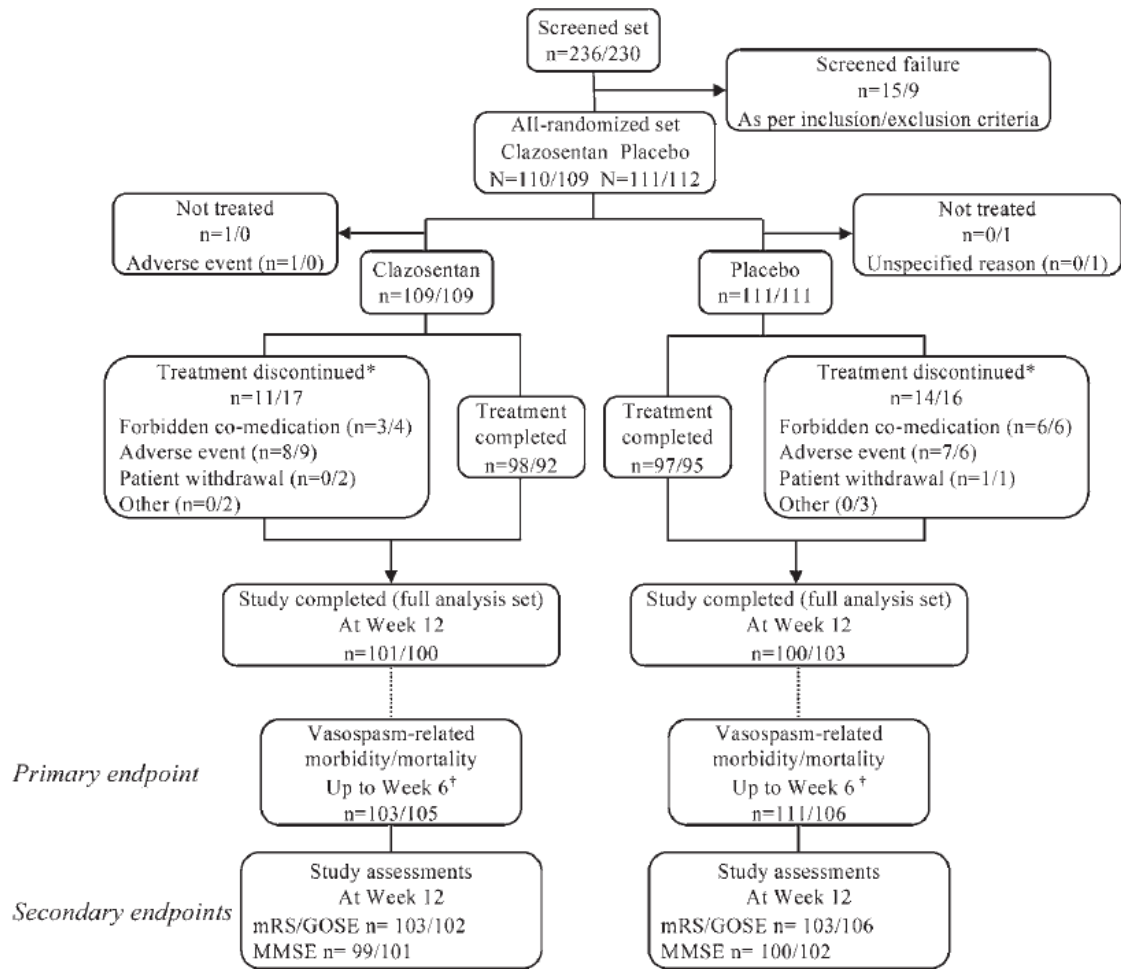 Screened set
n=236/230
Screened failure
n=15/9
As per inclusion/exclusion criteria
All-randomized set
Clazosentan Placebo
N=110/109 N=111/112
Not treated
n=1/0
Adverse event (n=1/0)
Not treated
n=0/1
Unspecified reason (n=0/1)
Clazosentan
n=109/109
Placebo
n=111/111
Treatment discontinued*
n=11/17
Forbidden co-medication (n=3/4)
Adverse event (n=8/9)
Patient withdrawal (n=0/2)
Other (n=0/2)
Treatment
completed
n=98/92
Treatment
completed
n=97/95
Treatment discontinued*
n=14/16
Forbidden co-medication (n=6/6)
Adverse event (n=7/6)
Patient withdrawal (n=1/1)
Other (0/3)
Study completed (full analysis set)
At Week 12
n=101/100
Study completed (full analysis set)
At Week 12
n=100/103
Primary endpoint
Vasospasm-related
morbidity/mortality
Up to Week 6†
n=103/105
Vasospasm-related
morbidity/mortality
Up to Week 6†
n=111/106
Secondary endpoints
Study assessments
At Week 12
mRS/GOSE n= 103/102
MMSE n= 99/101
Study assessments
At Week 12
mRS/GOSE n= 103/106
MMSE n= 100/102